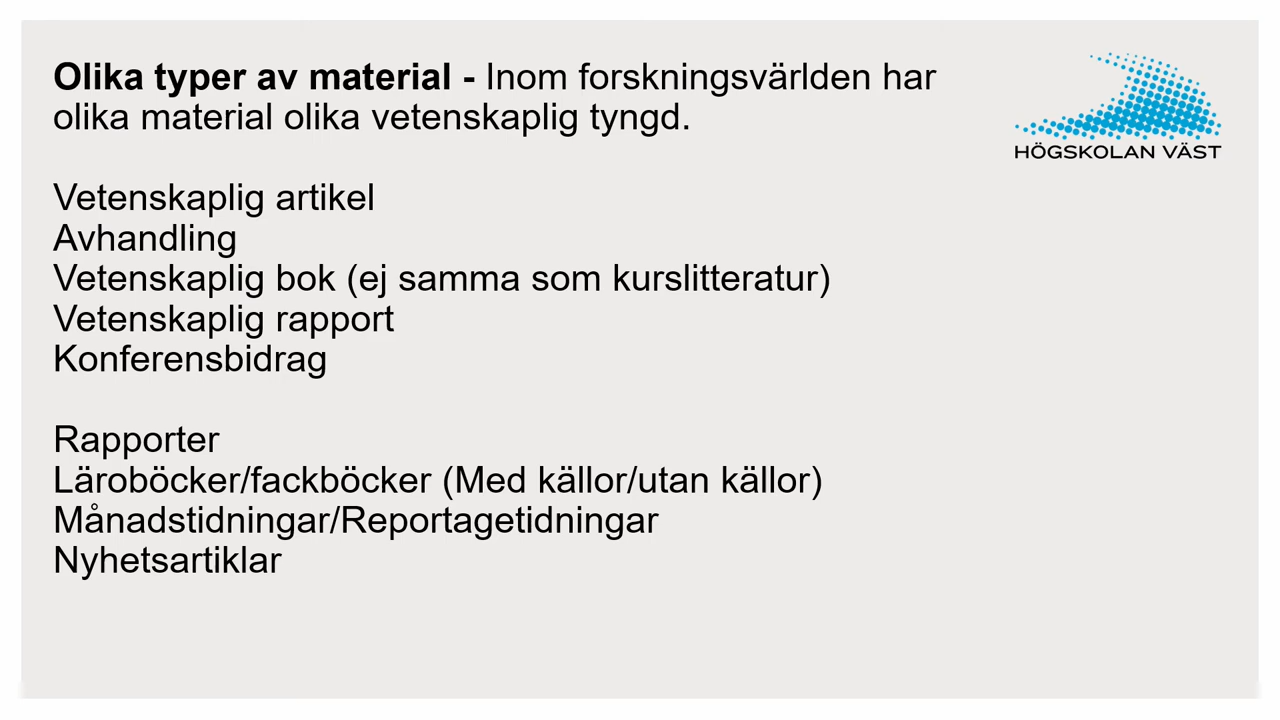 Olika typer av material - Inom forskningsvärlden har
olika material olika vetenskaplig tyngd.
HÖGSKOLAN VÄST
Vetenskaplig artikel
Avhandling
Vetenskaplig bok (ej samma som kurslitteratur)
Vetenskaplig rapport
Konferensbidrag
Rapporter
Läroböcker/fackböcker (Med källor/utan källor)
Månadstidningar/Reportagetidningar
Nyhetsartiklar